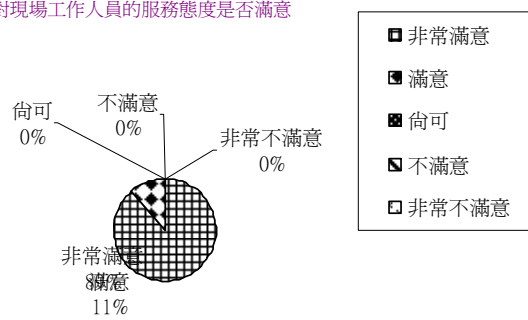 對現場工作人員的服務態度是否滿意
非常滿意
滿意
尚可
不滿意
非常不滿意
尚可
0%
不滿意
0%
非常不滿意
0%
非常滿意
滿意
11%